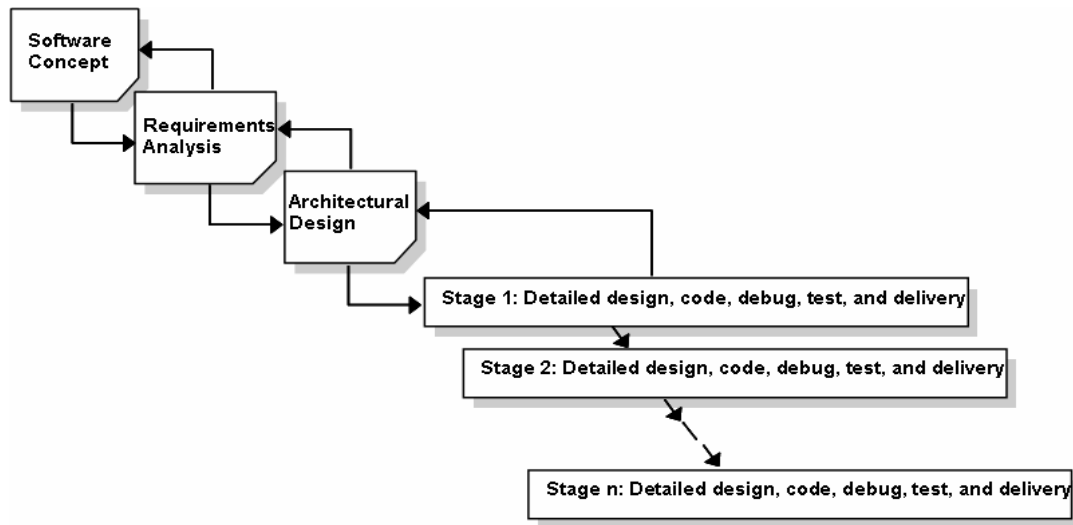 Software
Concept
Requirements
Analysis
Architectural
Design
Stage 1: Detailed design, code, debug, test, and delivery
Stage 2: Detailed design, code, debug, test, and delivery
Stage n: Detailed design, code, debug, test, and delivery